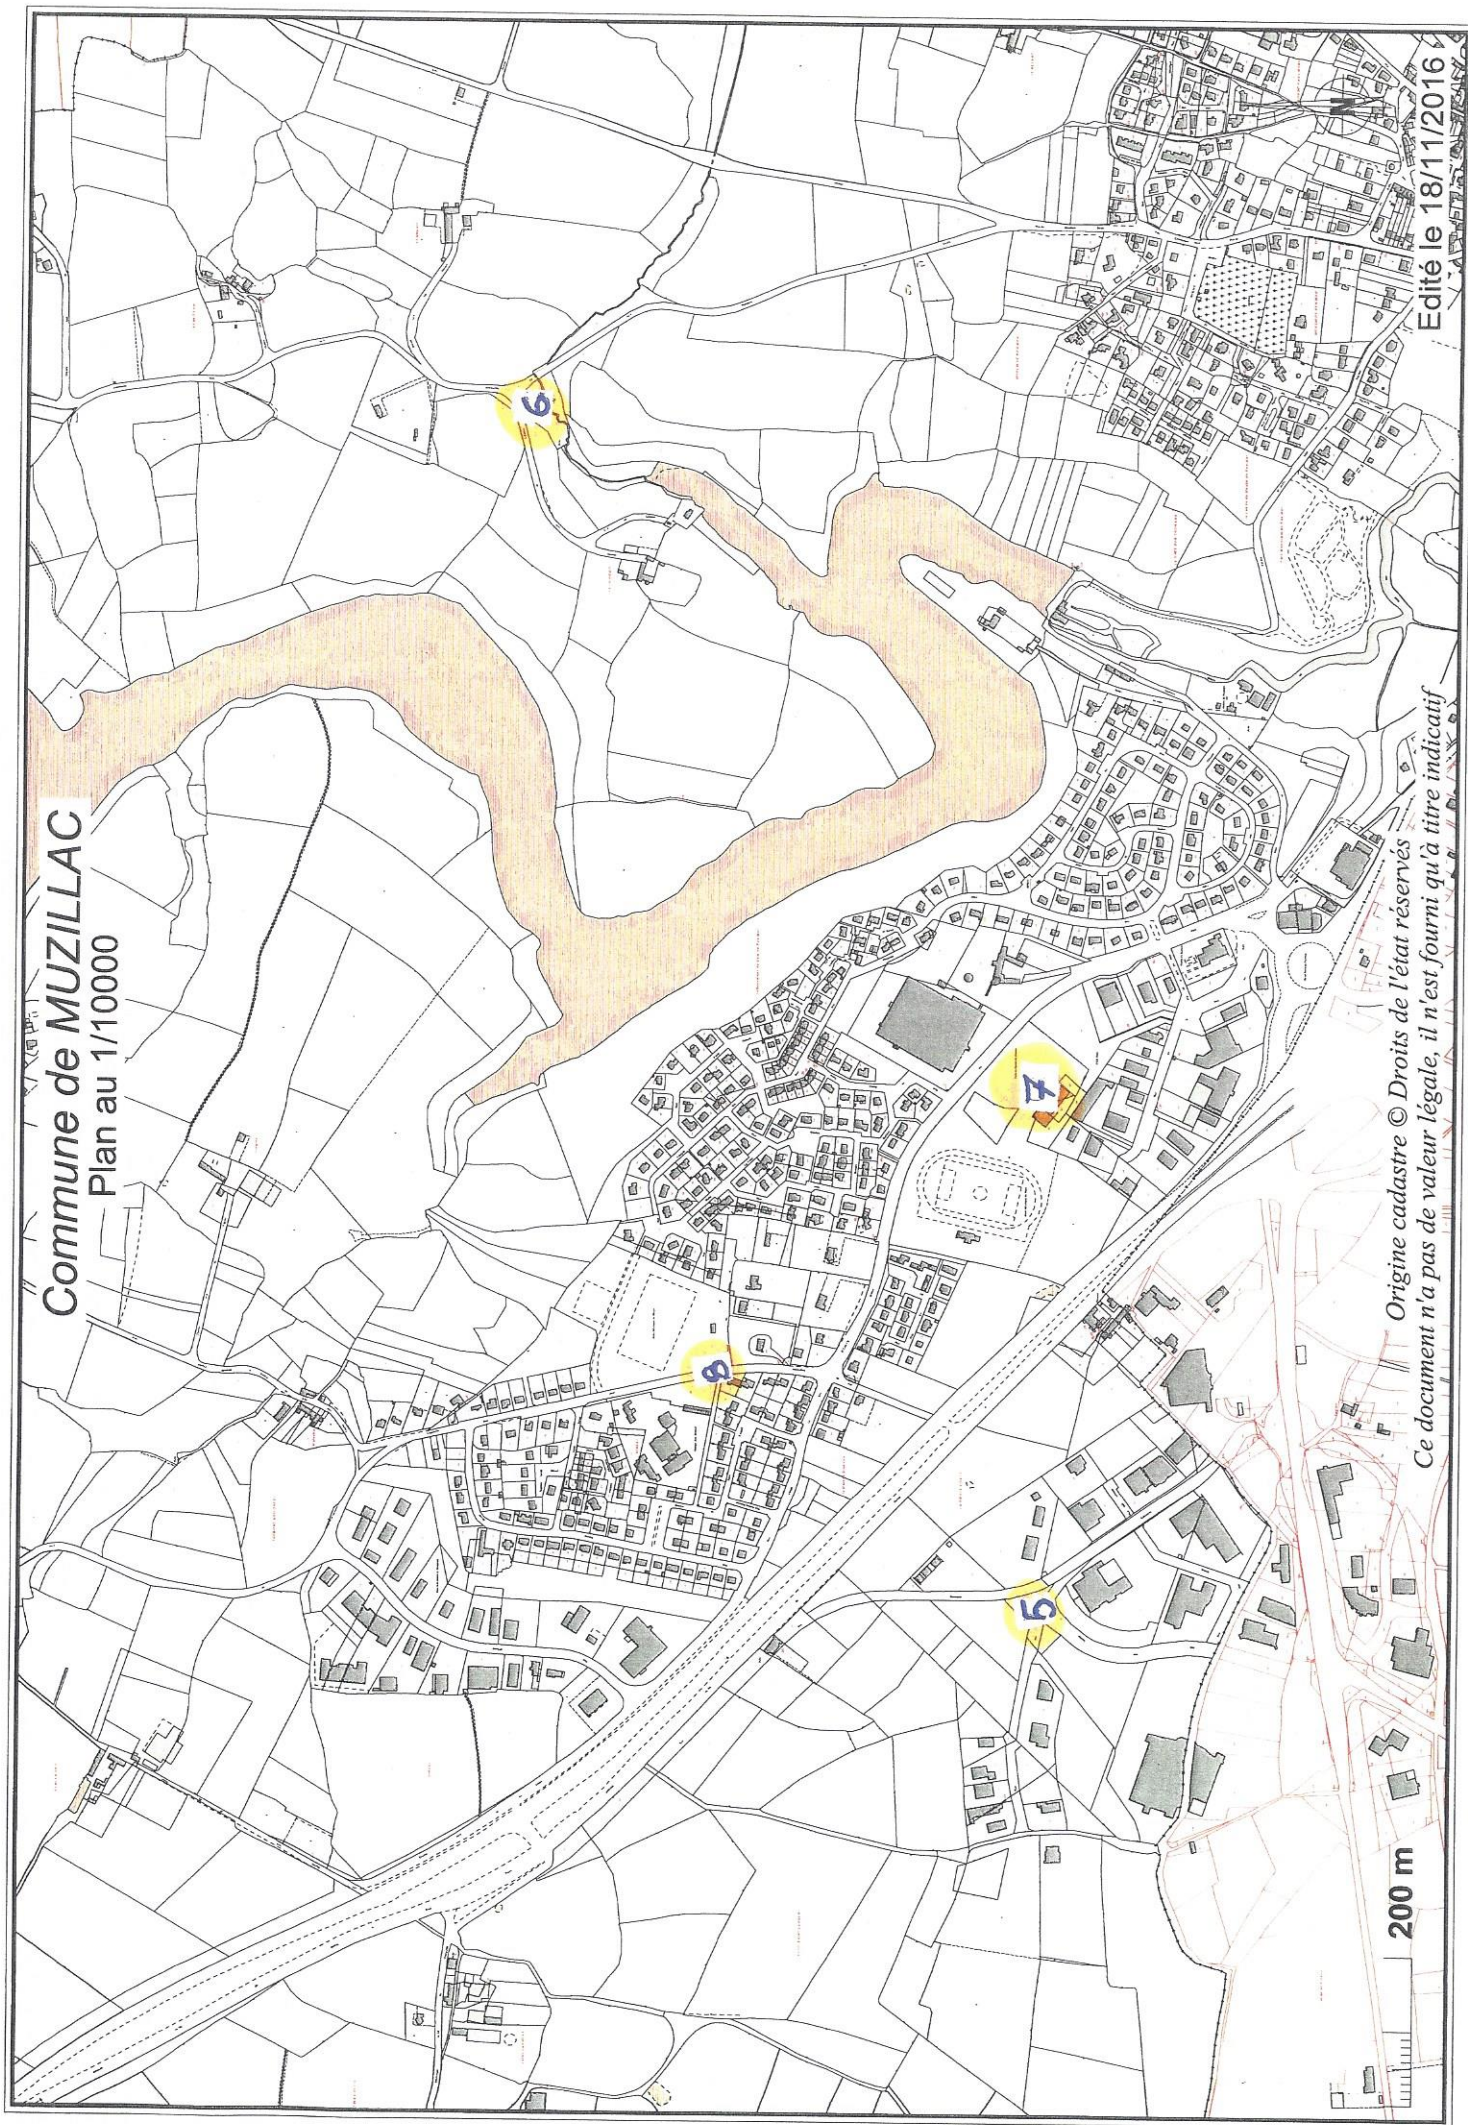 Commune de MUZILLAC
Plan au 1/10000
6
7
8
5
N
200 m
Origine cadastre © Droits de l'état réservés
Ce document n'a pas de valeur légale, il n'est fourni qu'à titre indicatif
Edité le 18/11/2016